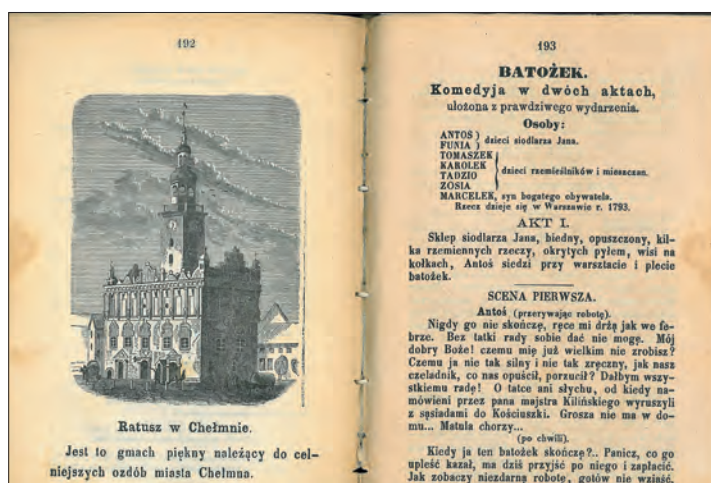 192
Ratusz w Chełmnie.
Jest to gmach piękny należący do cel-
niejszych ozdób miasta Chełmna.
193
BATOŻEK.
Komedyja w dwóch aktach,
ułożona z prawdziwego wydarzenia.
Osoby:
ANTOS
FUNIA
dzieci siodlarza Jana.
TOMASZEK
KAROLEK
TADZIO
ZOSIA
dzieci rzemieślników i mieszczan.
MARCELEK, syn bogatego obywatela.
Rzecz dzieje się w Warszawie r. 1793.
AKT I.
Sklep siodlarza Jana, biedny, opuszczony, kil-
ka rzemiennych rzeczy, okrytych pyłem, wisi na
kołkach, Antoś siedzi przy warsztacie i plecie
batożek.
SCENA PIERWSZA.
Antoś (przerywając robotę).
Nigdy go nie skończę, ręce mi drżą jak we fe-
brze. Bez tatki rady sobie dać nie mogę. Mój
dobry Boże! czemu mię już wielkim nie zrobisz?
Czemu ja nie tak silny i nie tak zręczny, jak nasz
czeladnik, co nas opuścił, porzucił? Dałbym wszy-
stkiemu radę! O tatce ani słychu, od kiedy na-
mówieni przez pana majstra Kilińskiego wyruszyli
z sąsiadami do Kościuszki. Grosza nie ma w do-
mu... Matula chorzy...
(po chwili).
Kiedy ja ten batożek skończę?.. Panicz, co go
upleść kazał, ma dziś przyjść po niego i zapłacić.
Jak zobaczy niezdarną robotę, gotów nie wziąść.